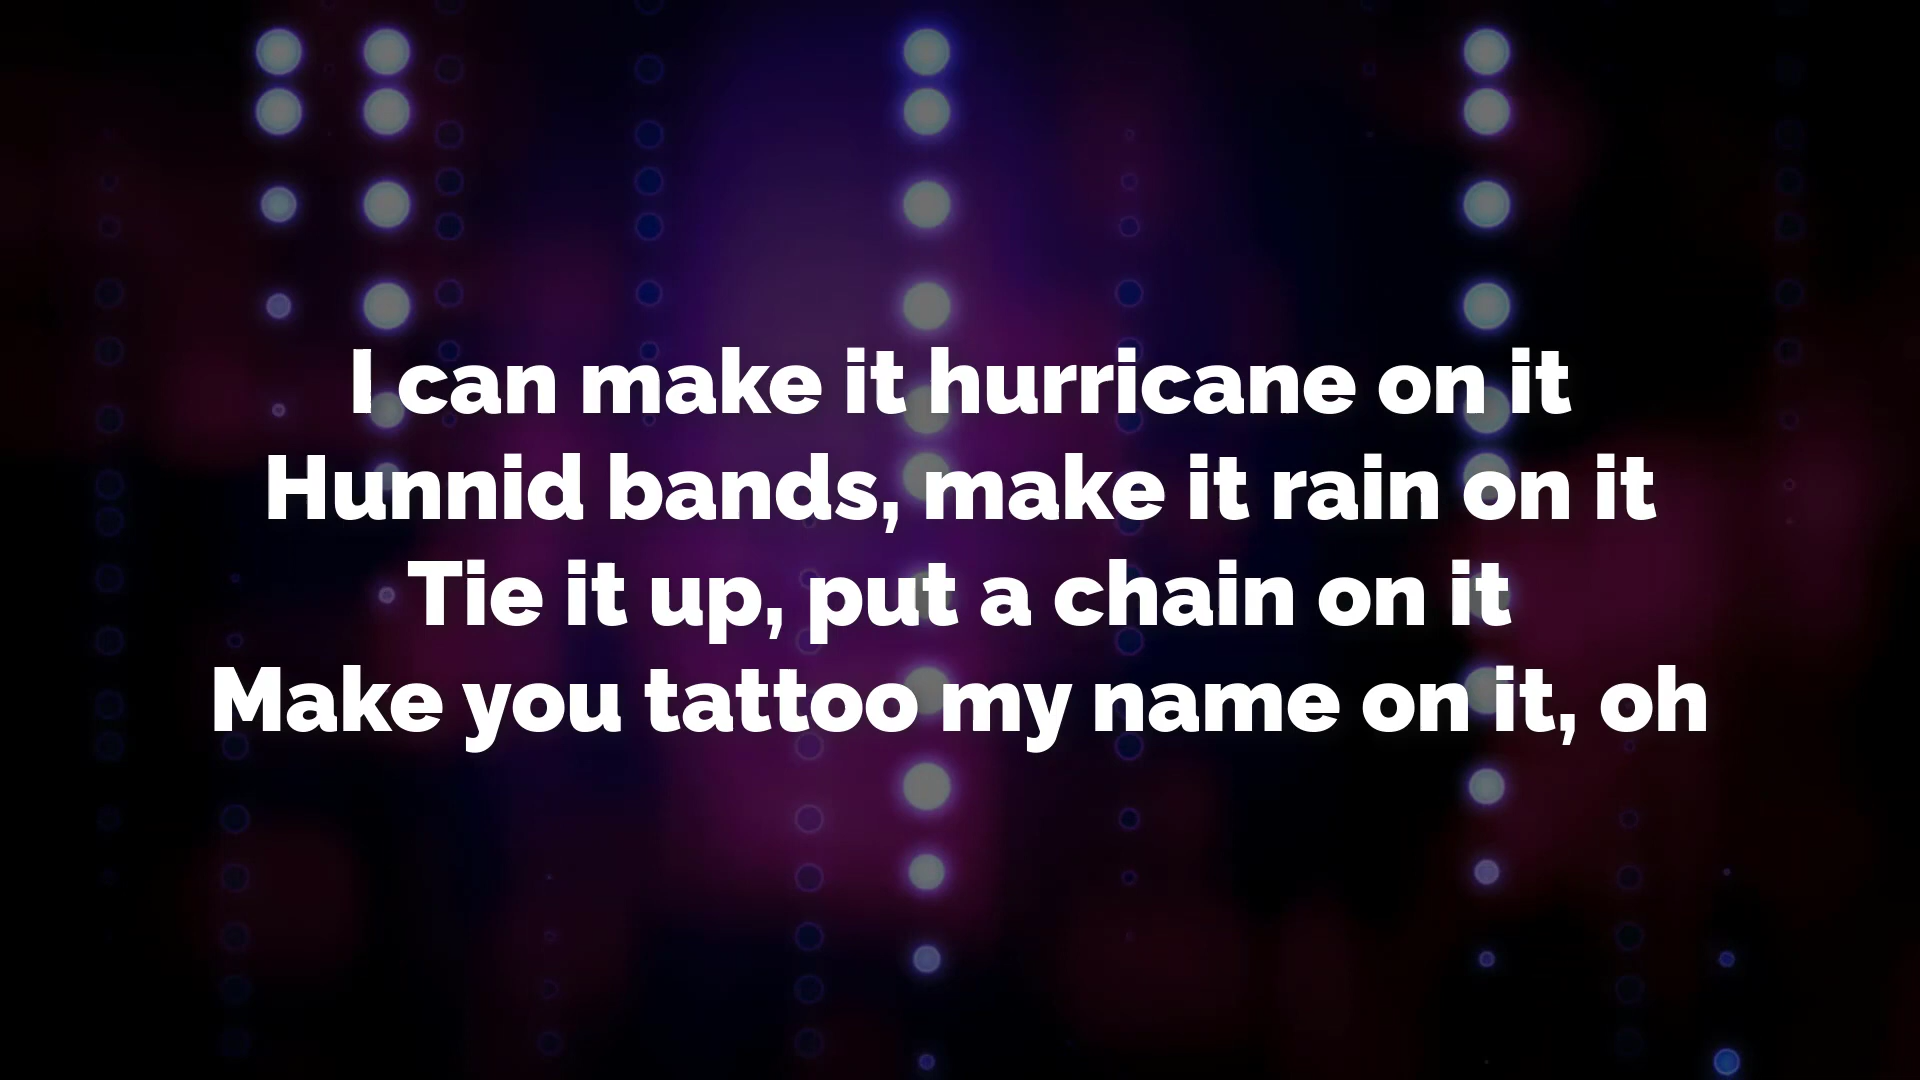 I can make it hurricane on it
Hunnid bands, make it rain on it
Tie it up, put a chain on it
Make you tattoo my name on it, oh